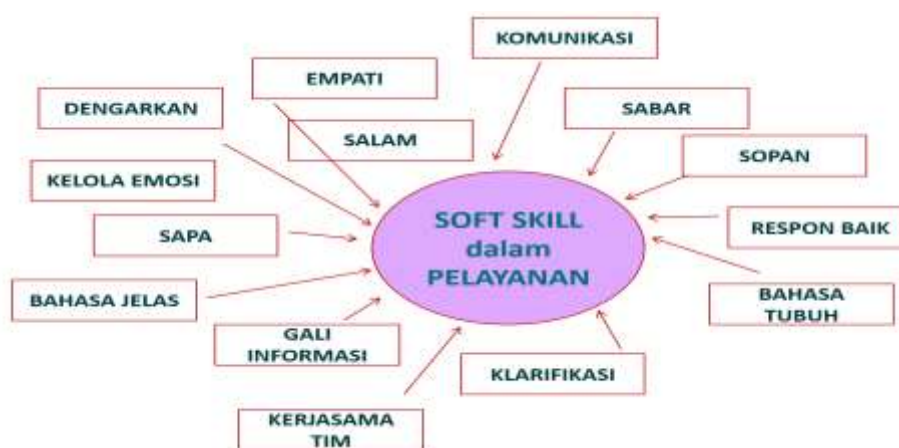 KOMUNIKASI
EMPATI
DENGARKAN
SABAR
SALAM
SOPAN
KELOLA EMOSI
SAPA
SOFT SKILL
dalam
PELAYANAN
RESPON BAIK
BAHASA JELAS
BAHASA
TUBUH
GALI
INFORMASI
KLARIFIKASI
KERJASAMA
TIM